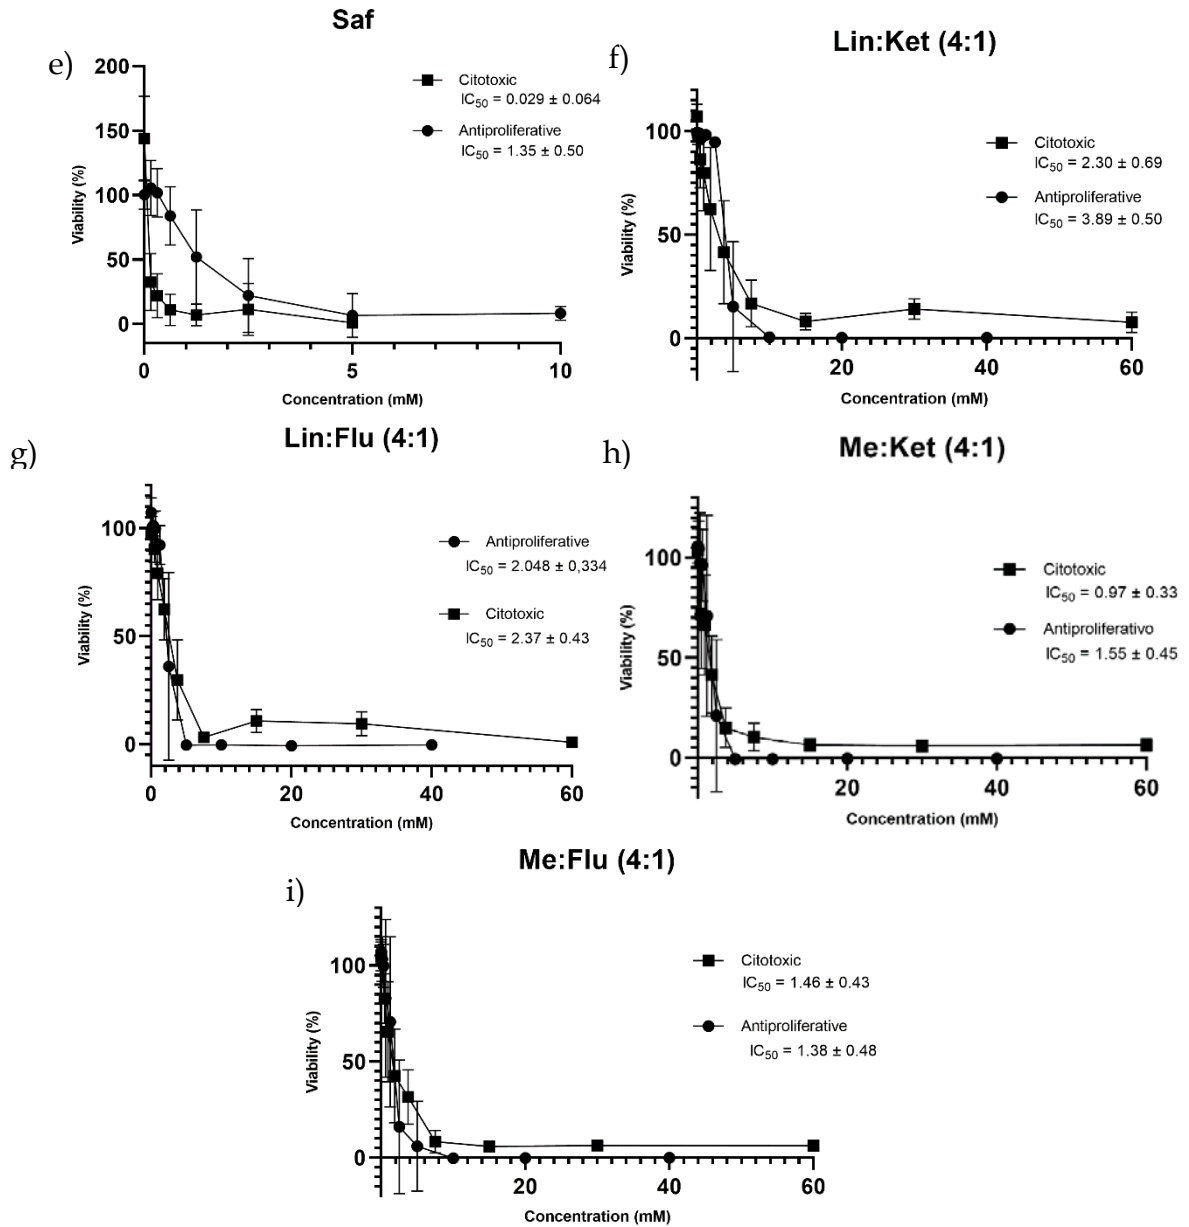 Saf
e)
200
150
100
50
0
Viability (%)
Citotoxic
IC50 = 0.029 ± 0.064
Antiproliferative
IC50 = 1.35 ± 0.50
0
5
10
Concentration (mM)
Lin:Ket (4:1)
f)
100
50
0
Viability (%)
Citotoxic
IC50 = 2.30 ± 0.69
Antiproliferative
IC50 = 3.89 ± 0.50
20
40
60
Concentration (mM)
Lin:Flu (4:1)
g)
100
50
0
Viability (%)
Antiproliferative
IC50 = 2.048 ± 0,334
Citotoxic
IC50 = 2.37 ± 0.43
0
20
40
60
Concentration (mM)
Me:Ket (4:1)
h)
100
50
0
Viability (%)
Citotoxic
IC50 = 0.97 ± 0.33
Antiproliferativo
IC50 = 1.55 ± 0.45
20
40
60
Concentration (mM)
Me:Flu (4:1)
i)
100
50
0
Viability (%)
Citotoxic
IC50 = 1.46 ± 0.43
Antiproliferative
IC50 = 1.38 ± 0.48
20
40
60
Concentration (mM)